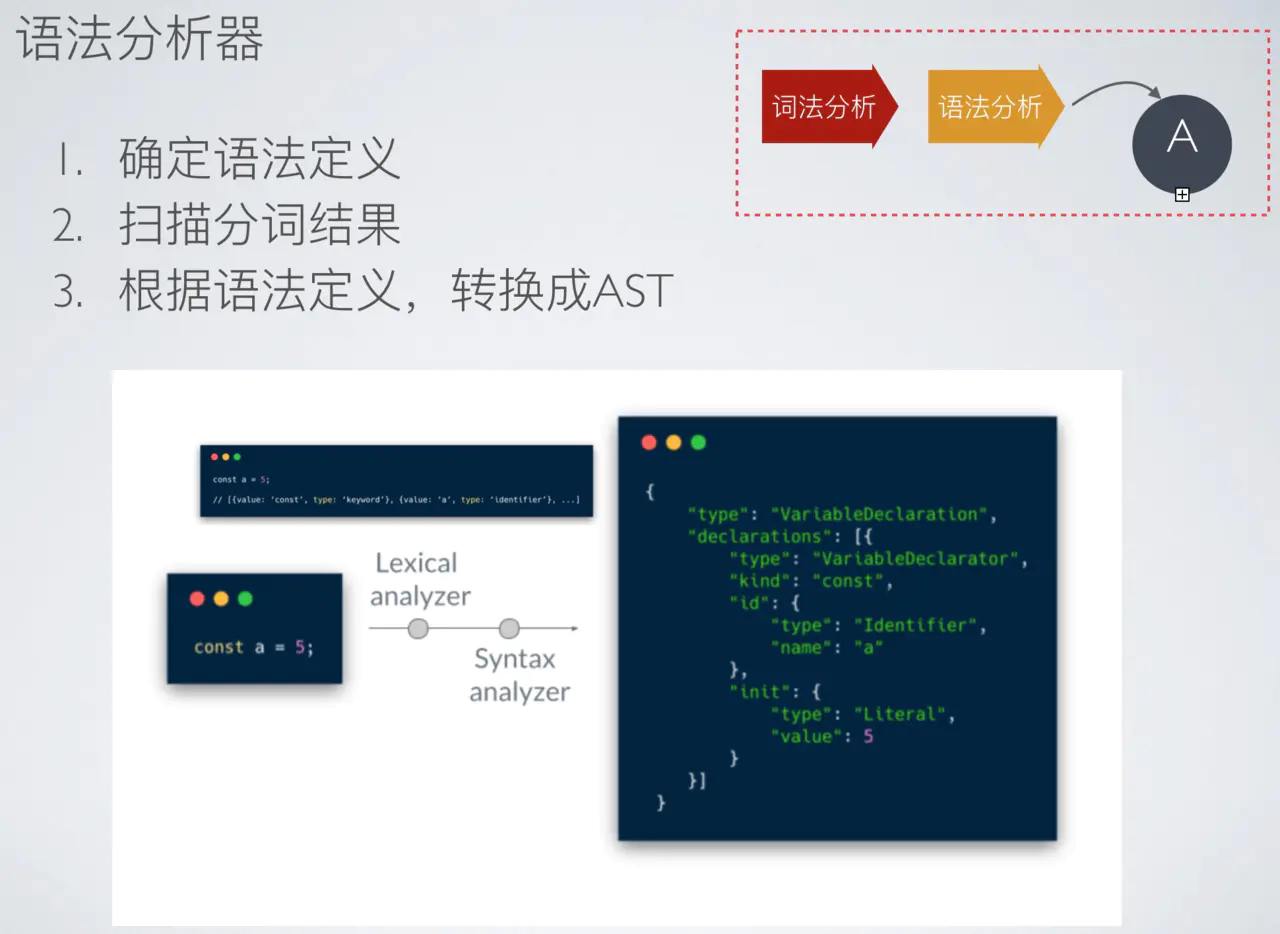 语法分析器
1. 确定语法定义
2. 扫描分词结果
3. 根据语法定义，转换成AST
词法分析
语法分析
A
const a = 5;
// [{value: ‘const’, type: ‘keyword’}, {value: ‘a’, type: ‘identifier’}, ...]
const a = 5;
Lexical
analyzer
Syntax
analyzer
{
"type": "VariableDeclaration",
"declarations": [{
"type": "VariableDeclarator",
"kind": "const",
"id": {
"type": "Identifier",
"name": "a"
},
"init": {
"type": "Literal",
"value": 5
}
}]
}